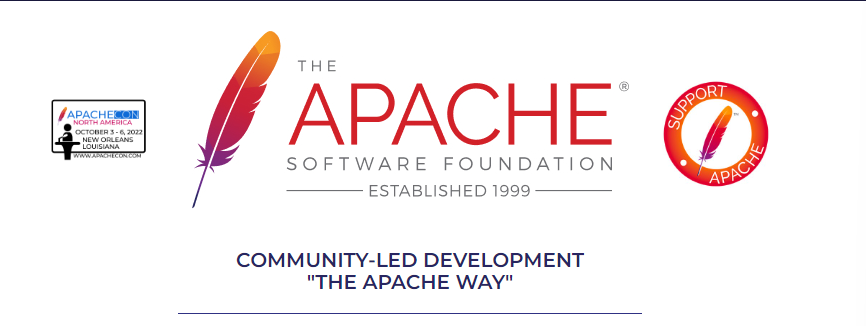 APACHECON
NORTH AMERICA
OCTOBER 3 - 6, 2022
NEW ORLEANS
LOUISIANA
WWW.APACHECON.COM
THE
APACHE®
SOFTWARE FOUNDATION
ESTABLISHED 1999
SUPPORT
APACHE
™
COMMUNITY-LED DEVELOPMENT
"THE APACHE WAY"